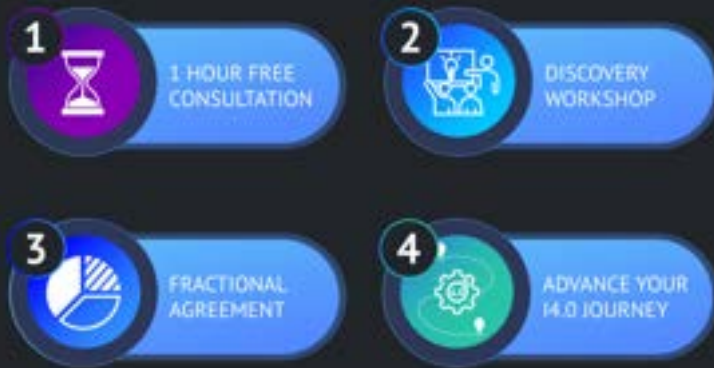 1
1 HOUR FREE
CONSULTATION
2
DISCOVERY
WORKSHOP
3
FRACTIONAL
AGREEMENT
4
ADVANCE YOUR
I4.0 JOURNEY